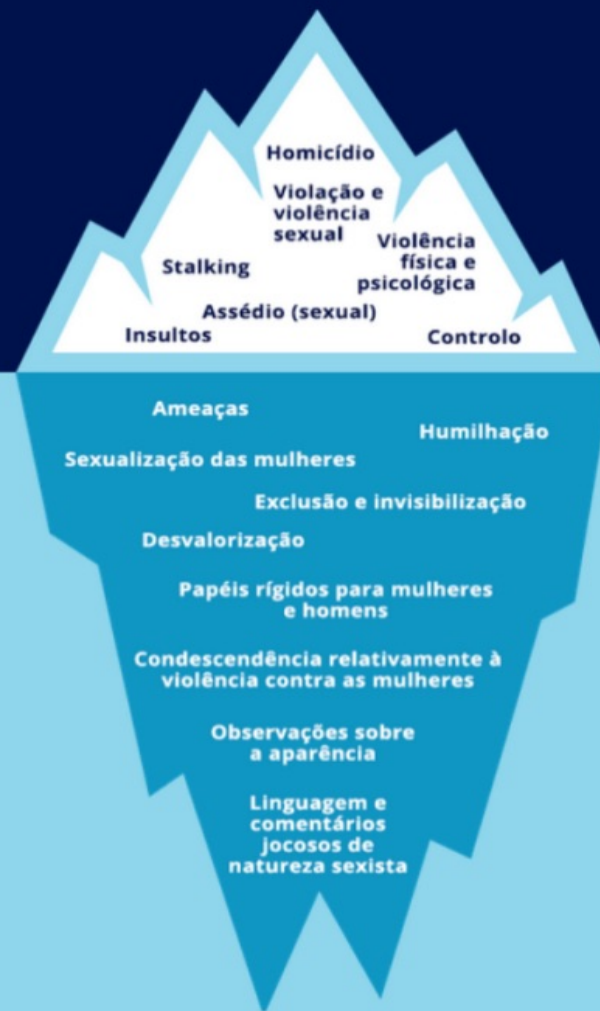 Homicídio
Violação e
violência
sexual
Violência
física e
psicológica
Stalking
Assédio (sexual)
Insultos
Controlo
Ameaças
Humilhação
Sexualização das mulheres
Exclusão e invisibilização
Desvalorização
Papéis rígidos para mulheres
e homens
Condescendência relativamente à
violência contra as mulheres
Observações sobre
a aparência
Linguagem e
comentários
jocosos de
natureza sexista